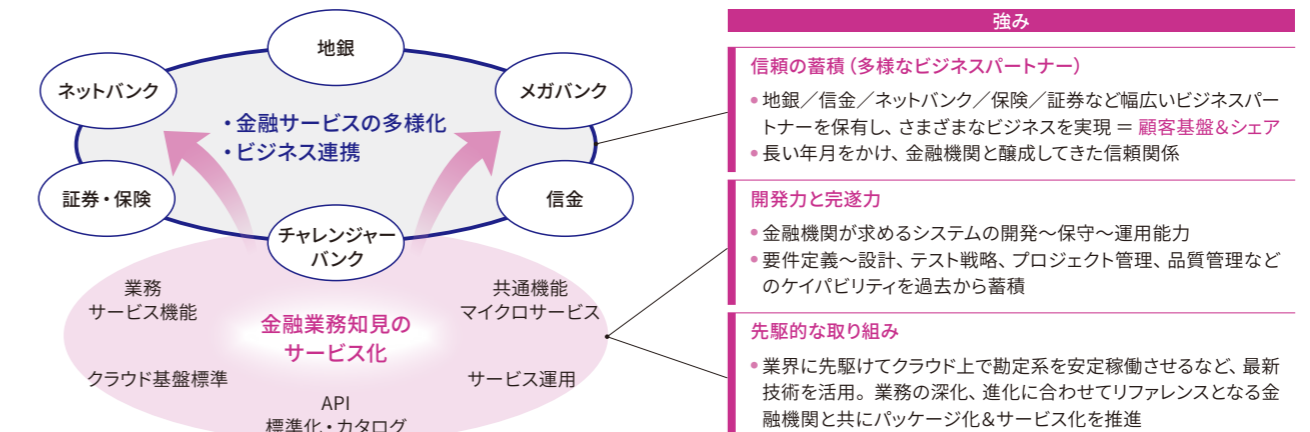 地銀
ネットバンク
メガバンク
・金融サービスの多様化
・ビジネス連携
証券・保険
信金
チャレンジャー
バンク
業務
サービス機能
共通機能
マイクロサービス
金融業務知見の
サービス化
クラウド基盤標準
サービス運用
API
標準化・カタログ
強み
信頼の蓄積（多様なビジネスパートナー）
•地銀／信金／ネットバンク／保険／証券など幅広いビジネスパー
トナーを保有し、さまざまなビジネスを実現 ＝ 顧客基盤&シェア
•長い年月をかけ、金融機関と醸成してきた信頼関係
開発力と完遂力
•金融機関が求めるシステムの開発〜保守〜運用能力
•要件定義〜設計、テスト戦略、プロジェクト管理、品質管理など
のケイパビリティを過去から蓄積
先駆的な取り組み
•業界に先駆けてクラウド上で勘定系を安定稼働させるなど、最新
技術を活用。業務の深化、進化に合わせてリファレンスとなる金
融機関と共にパッケージ化&サービス化を推進